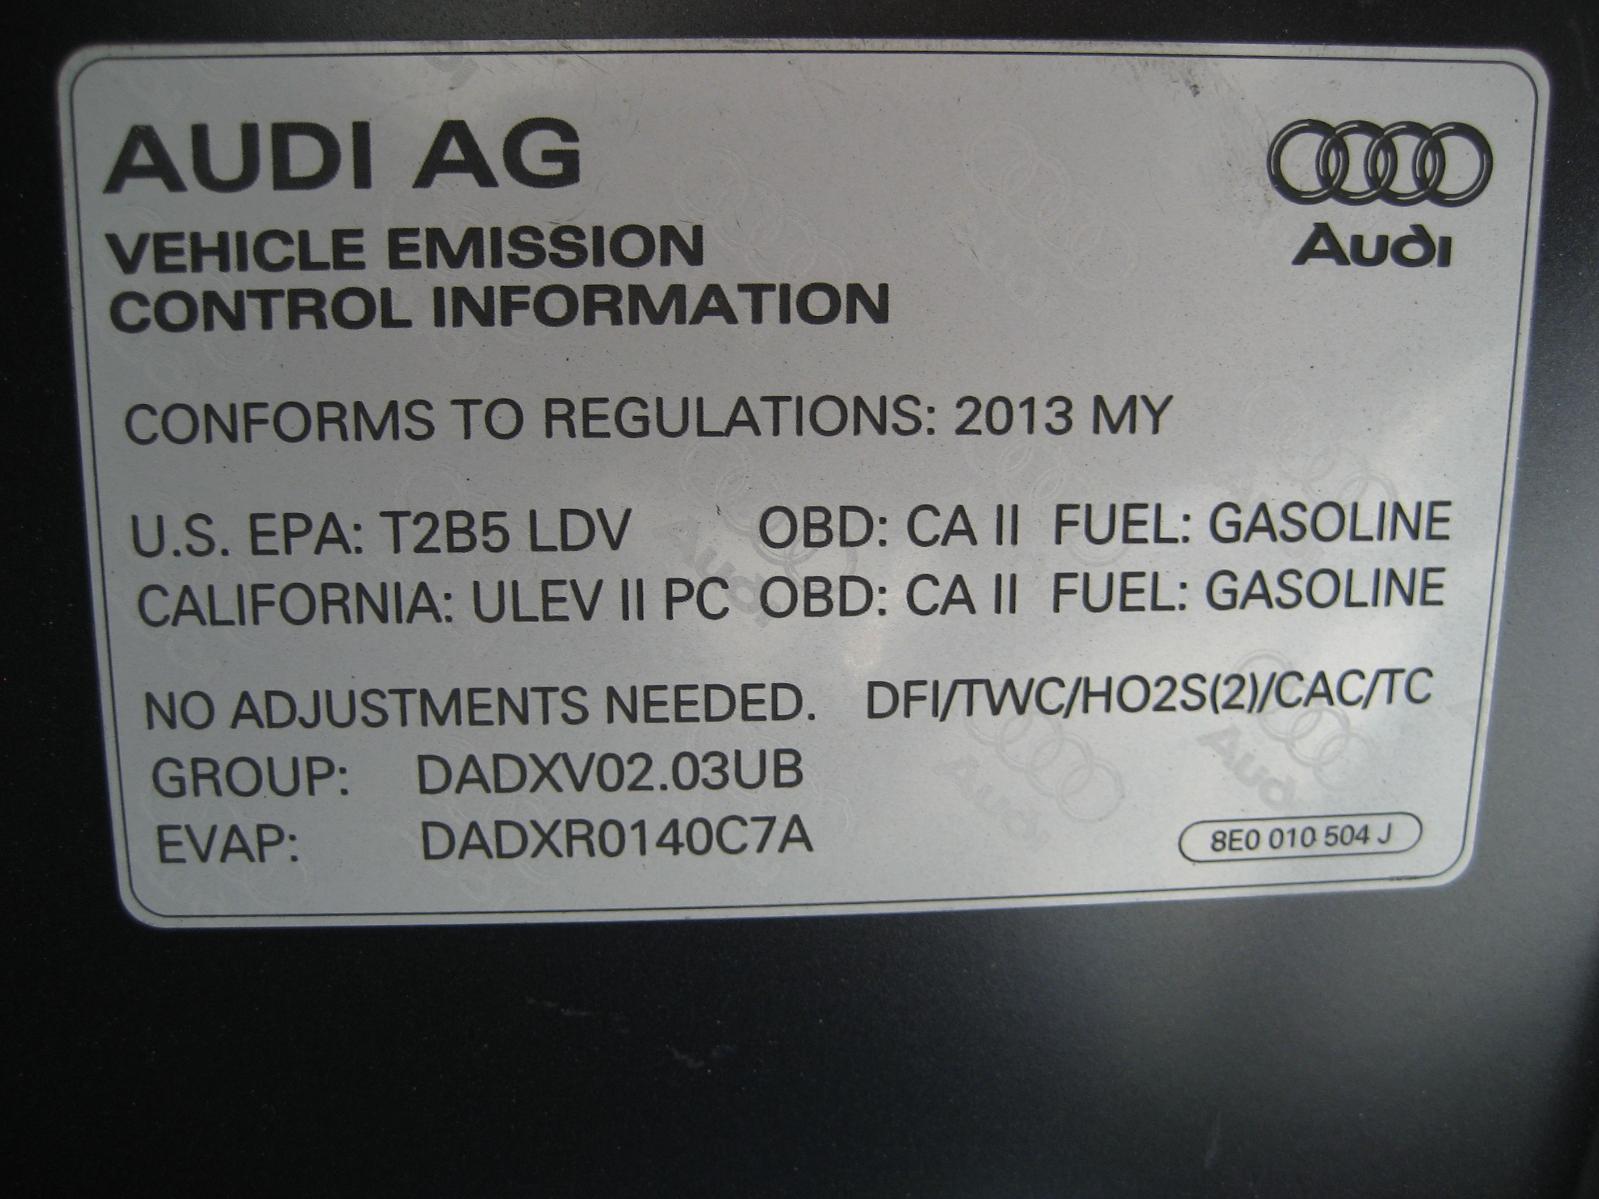 AUDI AG
Audi
VEHICLE EMISSION
CONTROL INFORMATION
CONFORMS TO REGULATIONS: 2013 MY
U.S. EPA: T2B5 LDV OBD: CA II FUEL: GASOLINE
CALIFORNIA: ULEV II PC OBD: CA II FUEL: GASOLINE
NO ADJUSTMENTS NEEDED. DFI/TWC/HO2S(2)/CAC/TC
GROUP: DADXV02.03UB
EVAP: DADXR0140C7A
8E0 010 504 J